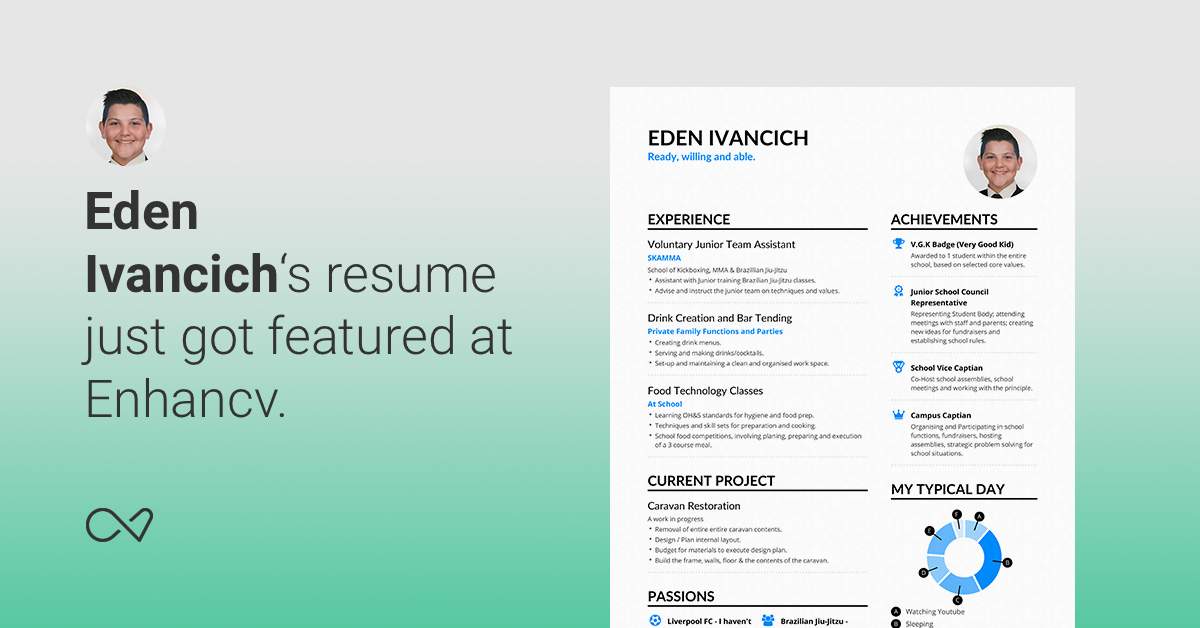 Eden
Ivancich‘s resume
just got featured at
Enhancv.
EDEN IVANCICH
Ready, willing and able.
EXPERIENCE
Voluntary Junior Team Assistant
SKAMMA
School of Kickboxing, MMA & Brazillian Jiu-Jitzu
• Assistant with Junior training Brazilian Jiu-Jitzu classes.
• Advise and instruct the junior team on techniques and values.
Drink Creation and Bar Tending
Private Family Functions and Parties
• Creating drink menus.
• Serving and making drinks/cocktails.
• Set-up and maintaining a clean and organised work space.
Food Technology Classes
At School
• Learning OH&S standards for hygiene and food prep.
• Techniques and skill sets for preparation and cooking.
• School food competitions, involving planing, preparing and execution
of a 3 course meal.
CURRENT PROJECT
Caravan Restoration
A work in progress
• Removal of entire entire caravan contents.
• Design / Plan internal layout.
• Budget for materials to execute design plan.
• Build the frame, walls, floor & the contents of the caravan.
PASSIONS
Liverpool FC - I haven't
Brazilian Jiu-Jitzu -
ACHIEVEMENTS
V.G.K Badge (Very Good Kid)
Awarded to 1 student within the entire
school, based on selected core values.
Junior School Council
Representative
Representing Student Body; attending
meetings with staff and parents; creating
new ideas for fundraisers and
establishing school rules.
School Vice Captian
Co-Host school assemblies, school
meetings and working with the principle.
Campus Captian
Organising and Participating in school
functions, fundraisers, hosting
assemblies, strategic problem solving for
school situations.
MY TYPICAL DAY
F
A
E
B
D
C
A Watching Youtube
B Sleeping